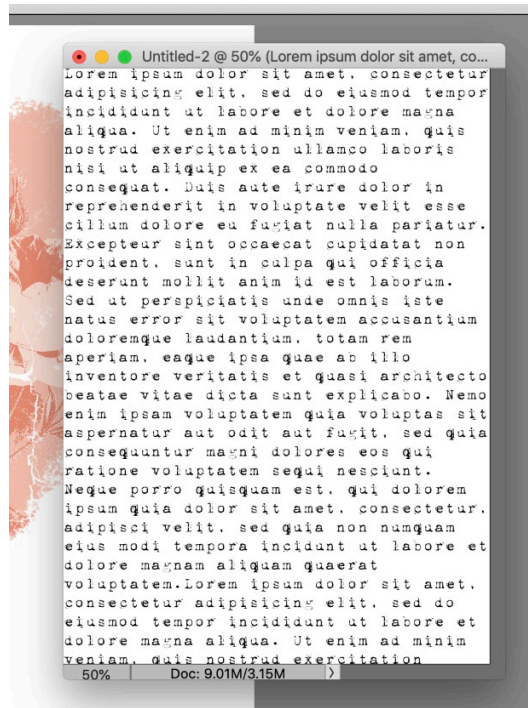 Untitled-2 @ 50% (Lorem ipsum dolor sit amet, co...
Lorem ipsum dolor sit amet, consectetur
adipisicing elit, sed do eiusmod tempor
incididunt ut labore et dolore magna
aliqua. Ut enim ad minim veniam, quis
nostrud exercitation ullamco laboris
nisi ut aliquip ex ea commodo
consequat. Duis aute irure dolor in
reprehenderit in voluptate velit esse
cillum dolore eu fugiat nulla pariatur.
Excepteur sint occaecat cupidatat non
proident, sunt in culpa qui officia
deserunt mollit anim id est laborum.
Sed ut perspiciatis unde omnis iste
natus error sit voluptatem accusantium
doloremque laudantium, totam rem
aperiam, eaque ipsa quae ab illo
inventore veritatis et quasi architecto
beatae vitae dicta sunt explicabo. Nemo
enim ipsam voluptatem quia voluptas sit
aspernatur aut odit aut fugit, sed quia
consequuntur magni dolores eos qui
ratione voluptatem sequi nesciunt.
Neque porro quisquam est, qui dolorem
ipsum quia dolor sit amet, consectetur,
adipisci velit, sed quia non numquam
eius modi tempora incidunt ut labore et
dolore magnam aliquam quaerat
voluptatem.Lorem ipsum dolor sit amet,
consectetur adipisicing elit, sed do
eiusmod tempor incididunt ut labore et
dolore magna aliqua. Ut enim ad minim
veniam, quis nostrud exercitation
50% Doc: 9.01M/3.15M